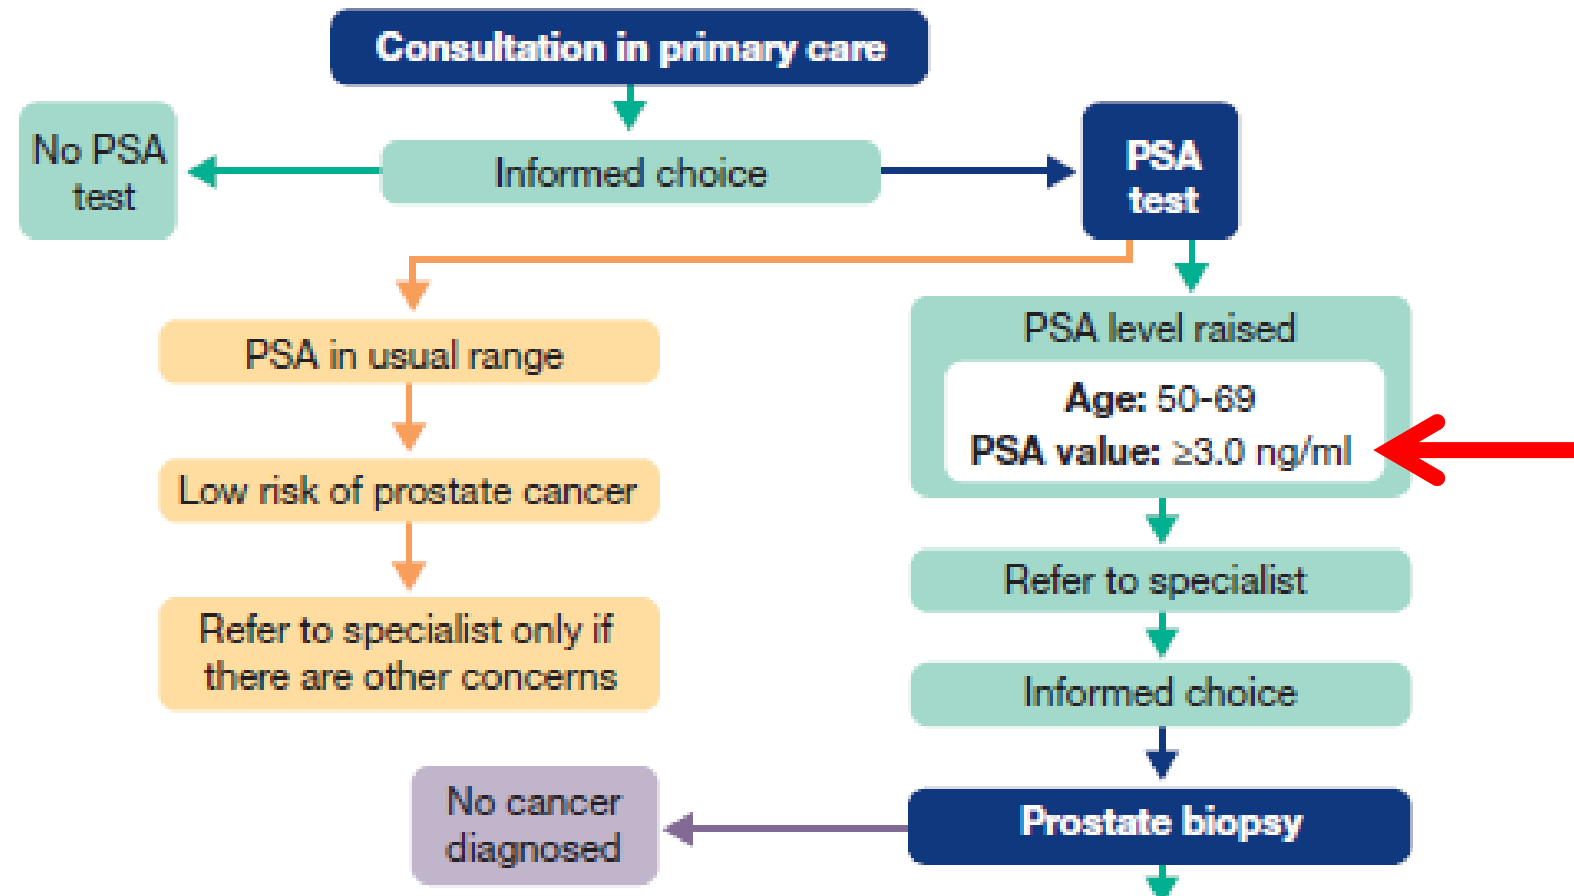 Consultation in primary care
No PSA
test
Informed choice
PSA
test
PSA in usual range
Low risk of prostate cancer
Refer to specialist only if
there are other concerns
PSA level raised
Age: 50-69
PSA value: ≥3.0 ng/ml
Refer to specialist
Informed choice
Prostate biopsy
No cancer
diagnosed